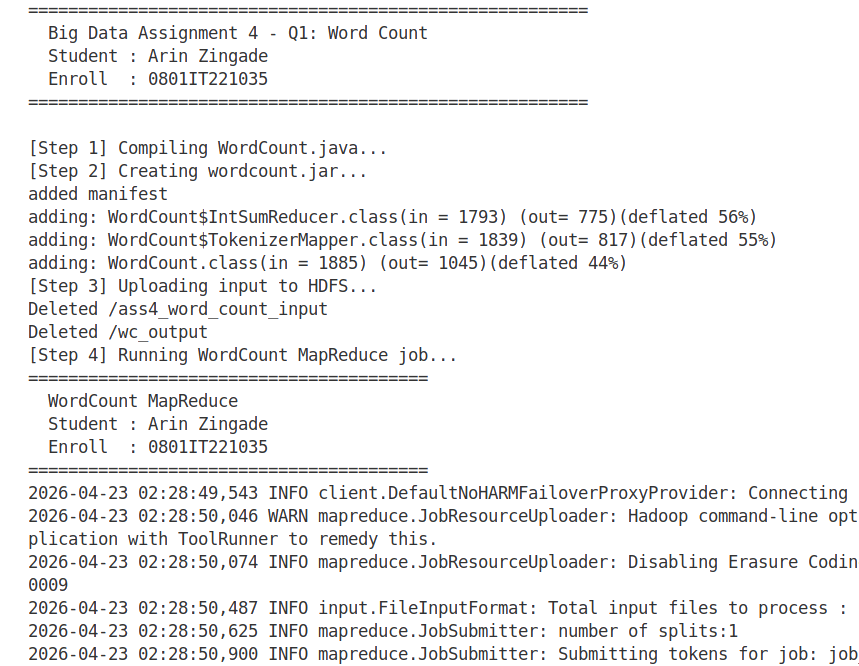 ========================================================
Big Data Assignment 4 - Q1: Word Count
Student : Arin Zingade
Enroll  : 0801IT221035
========================================================
[Step 1] Compiling WordCount.java...
[Step 2] Creating wordcount.jar...
added manifest
adding: WordCount$IntSumReducer.class(in = 1793) (out= 775)(deflated 56%)
adding: WordCount$TokenizerMapper.class(in = 1839) (out= 817)(deflated 55%)
adding: WordCount.class(in = 1885) (out= 1045)(deflated 44%)
[Step 3] Uploading input to HDFS...
Deleted /ass4_word_count_input
Deleted /wc_output
[Step 4] Running WordCount MapReduce job...
========================================
WordCount MapReduce
Student : Arin Zingade
Enroll  : 0801IT221035
========================================
2026-04-23 02:28:49,543 INFO client.DefaultNoHARMFailoverProxyProvider: Connecting
2026-04-23 02:28:50,046 WARN mapreduce.JobResourceUploader: Hadoop command-line opt
plication with ToolRunner to remedy this.
2026-04-23 02:28:50,074 INFO mapreduce.JobResourceUploader: Disabling Erasure Codin
0009
2026-04-23 02:28:50,487 INFO input.FileInputFormat: Total input files to process :
2026-04-23 02:28:50,625 INFO mapreduce.JobSubmitter: number of splits:1
2026-04-23 02:28:50,900 INFO mapreduce.JobSubmitter: Submitting tokens for job: job